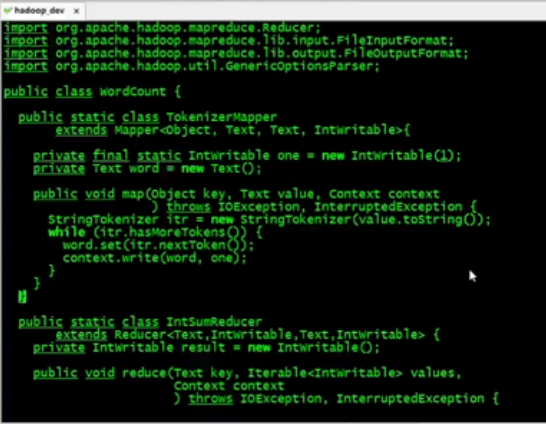 hadoop_dev x
import org.apache.hadoop.mapreduce.Reducer;
import org.apache.hadoop.mapreduce.lib.input.FileInputFormat;
import org.apache.hadoop.mapreduce.lib.output.FileOutputFormat;
import org.apache.hadoop.util.GenericOptionsParser;
public class WordCount {
public static class TokenizerMapper
extends Mapper<Object, Text, Text, IntWritable>{
private final static IntWritable one = new IntWritable(1);
private Text word = new Text();
public void map(Object key, Text value, Context context
) throws IOException, InterruptedException {
StringTokenizer itr = new StringTokenizer(value.toString());
while (itr.hasMoreTokens()) {
word.set(itr.nextToken());
context.write(word, one);
}
}
}
public static class IntSumReducer
extends Reducer<Text,IntWritable,Text,IntWritable> {
private IntWritable result = new IntWritable();
public void reduce(Text key, Iterable<IntWritable> values,
Context context
) throws IOException, InterruptedException {